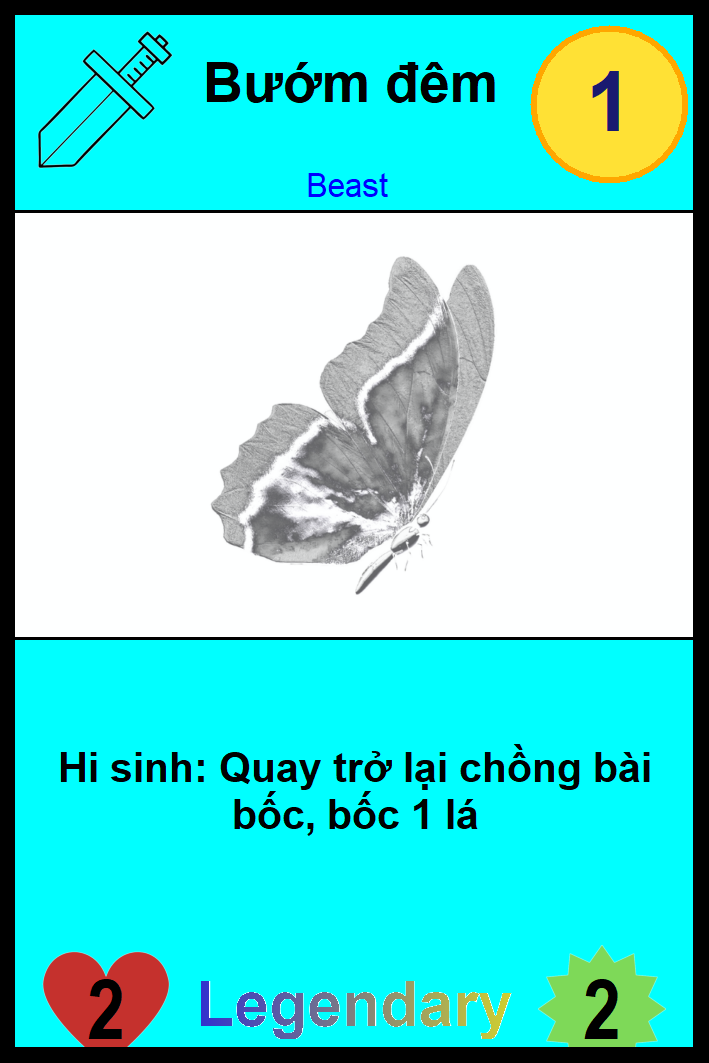 Bướm đêm
1
Beast
Hi sinh: Quay trở lại chồng bài
bốc, bốc 1 lá
2
Legendary
2